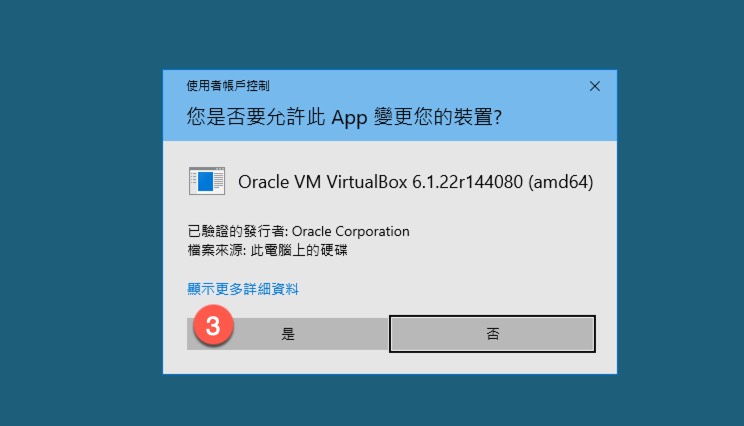 使用者帳戶控制
您是否要允許此 App 變更您的裝置?
Oracle VM VirtualBox 6.1.22r144080 (amd64)
已驗證的發行者: Oracle Corporation
檔案來源: 此電腦上的硬碟
顯示更多詳細資料
3 是 否